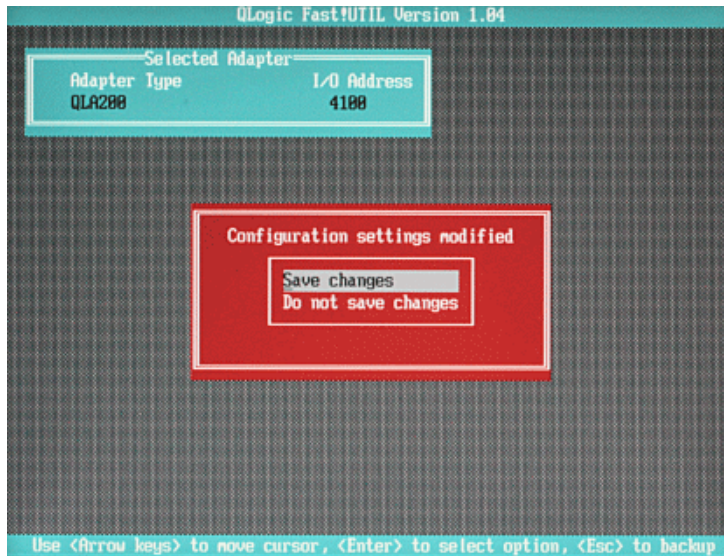 QLogic Fast!UTIL Version 1.04
Selected Adapter
Adapter Type I/O Address
QLA200 4100
Configuration settings modified
Save changes
Do not save changes
Use <Arrow keys> to move cursor, <Enter> to select option, <Esc> to backup